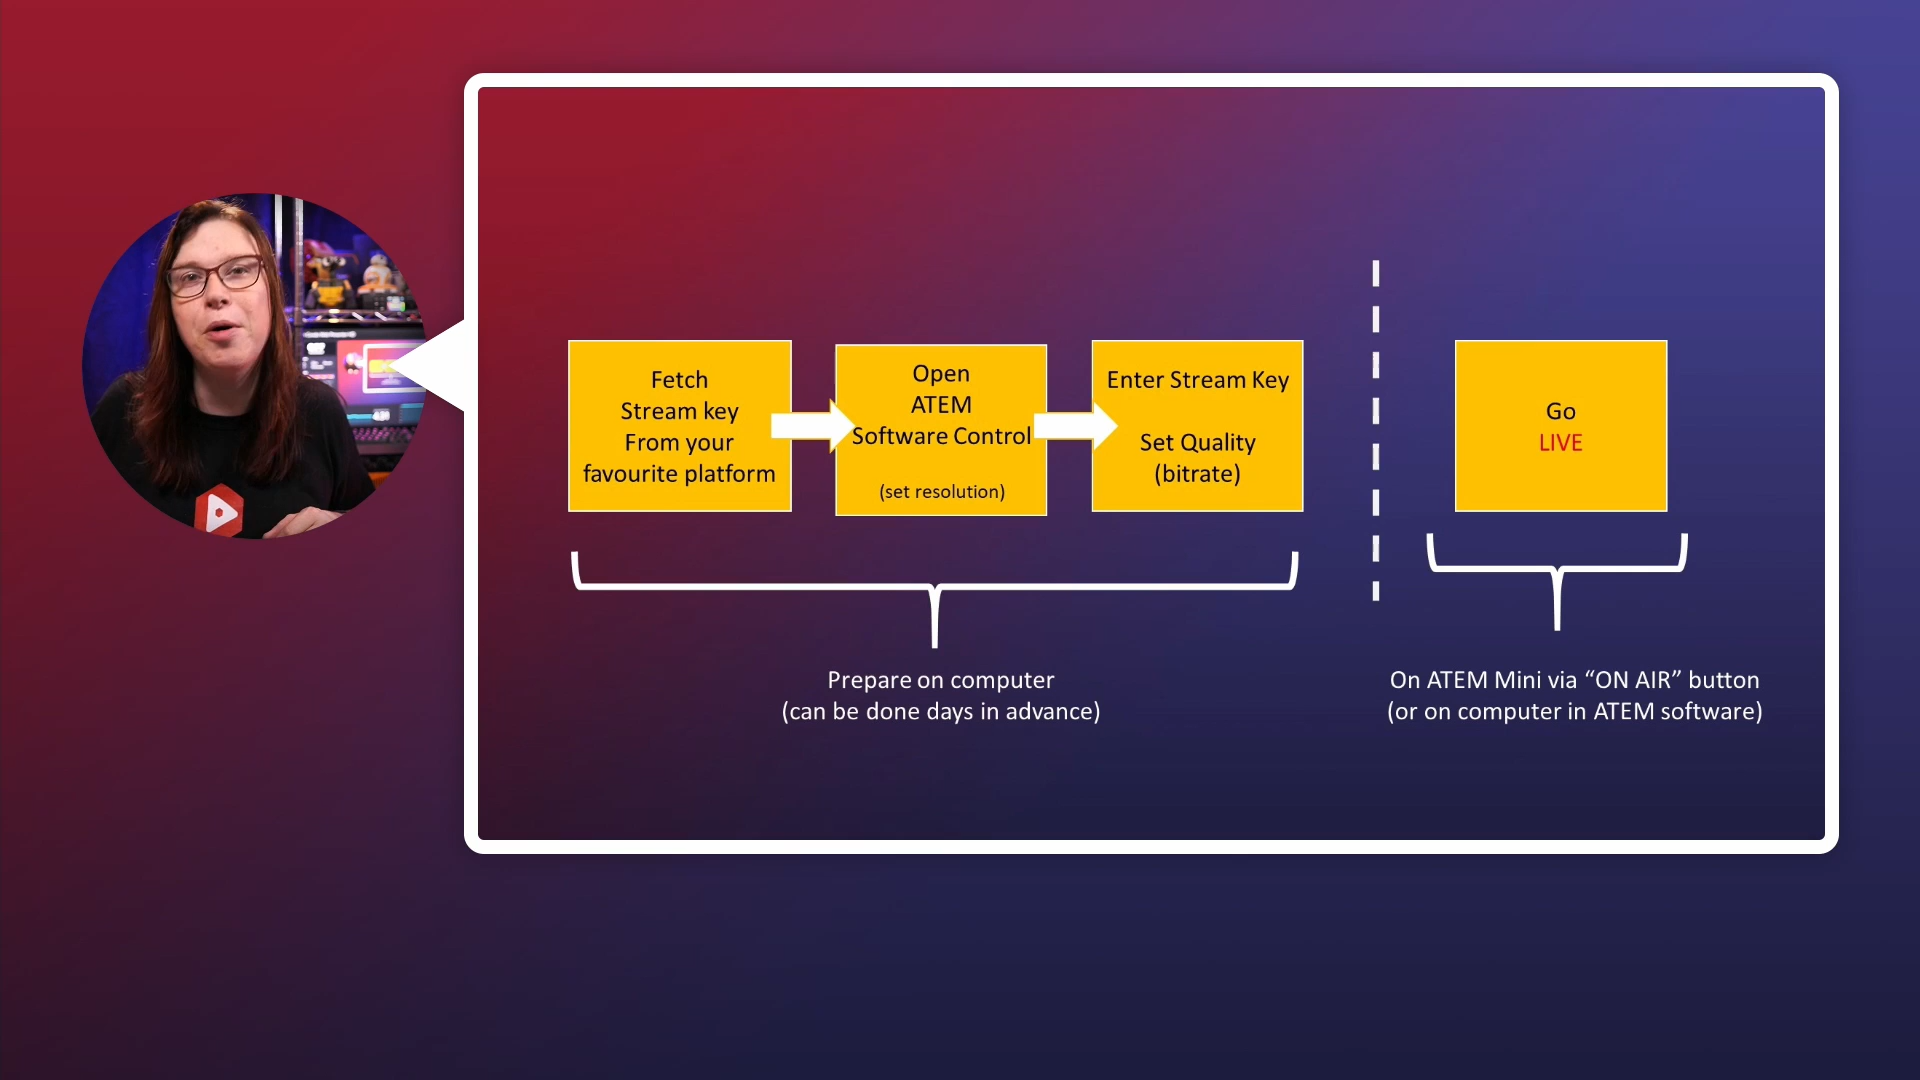 Fetch
Stream key
From your
favourite platform
Open
ATEM
Software Control
(set resolution)
Enter Stream Key
Set Quality
(bitrate)
Go
LIVE
Prepare on computer
(can be done days in advance)
On ATEM Mini via “ON AIR” button
(or on computer in ATEM software)